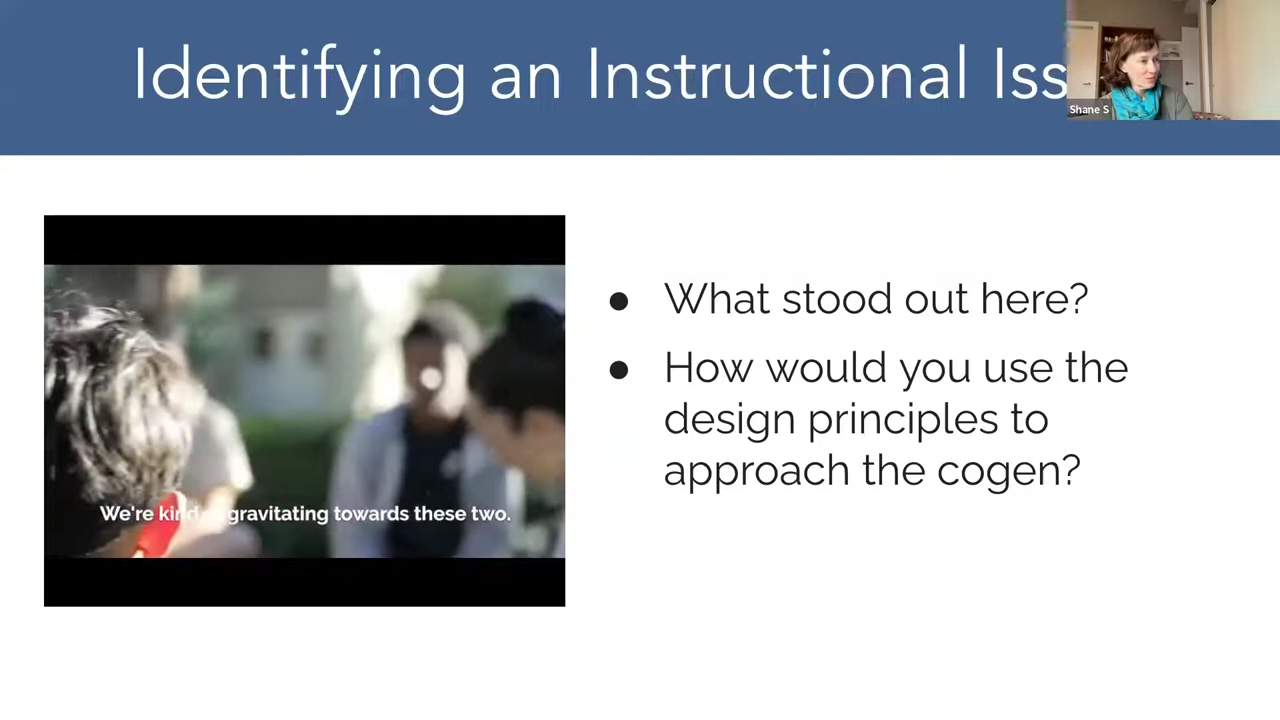 Identifying an Instructional Iss
Shane S
What stood out here?
How would you use the
design principles to
approach the cogen?
We're kin gravitating towards these two.